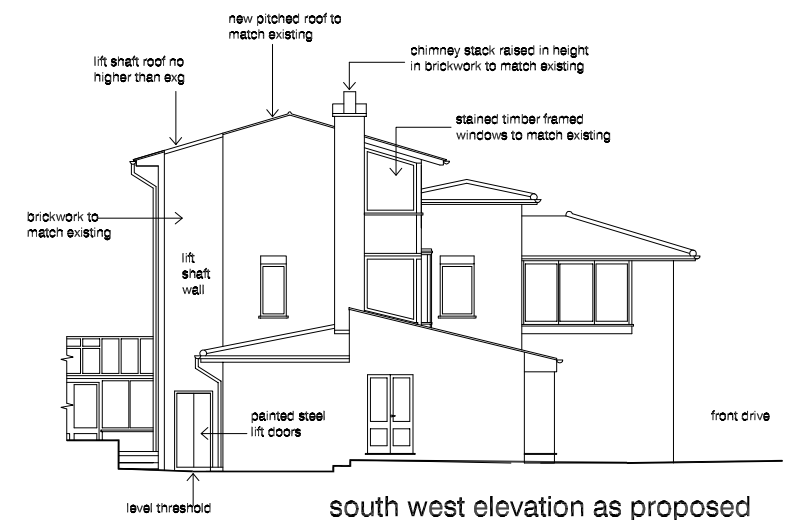 new pitched roof to
match existing
chimney stack raised in height
in brickwork to match existing
lift shaft roof no
higher than exg
stained timber framed
windows to match existing
brickwork to
match existing
lift
shaft
wall
painted steel
lift doors
front drive
level threshold
south west elevation as proposed